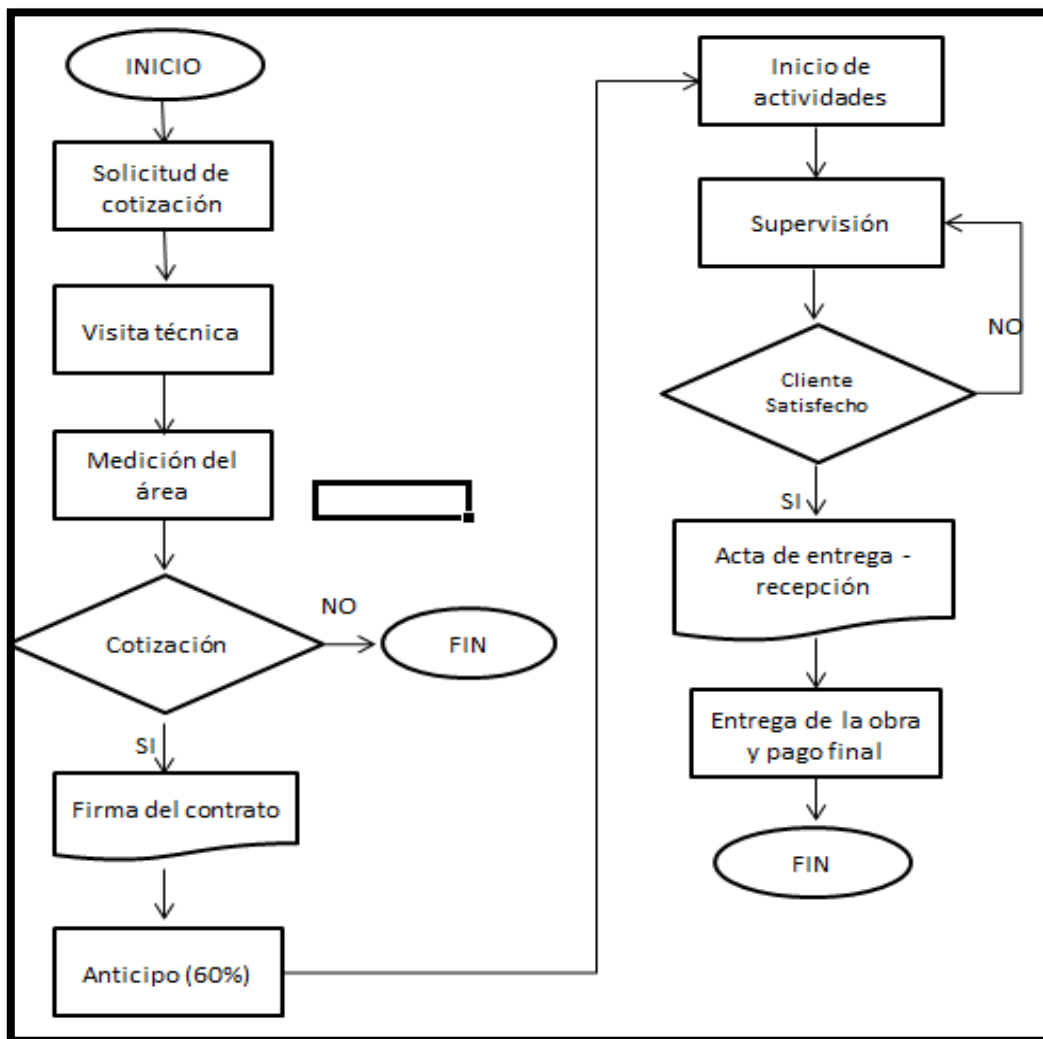 INICIO
Solicitud de
cotización
Visita técnica
Medición del
área
Cotización
NO
FIN
SI
Firma del contrato
Anticipo (60%)
Inicio de
actividades
Supervisión
NO
Cliente
Satisfecho
SI
Acta de entrega -
recepción
Entrega de la obra
y pago final
FIN